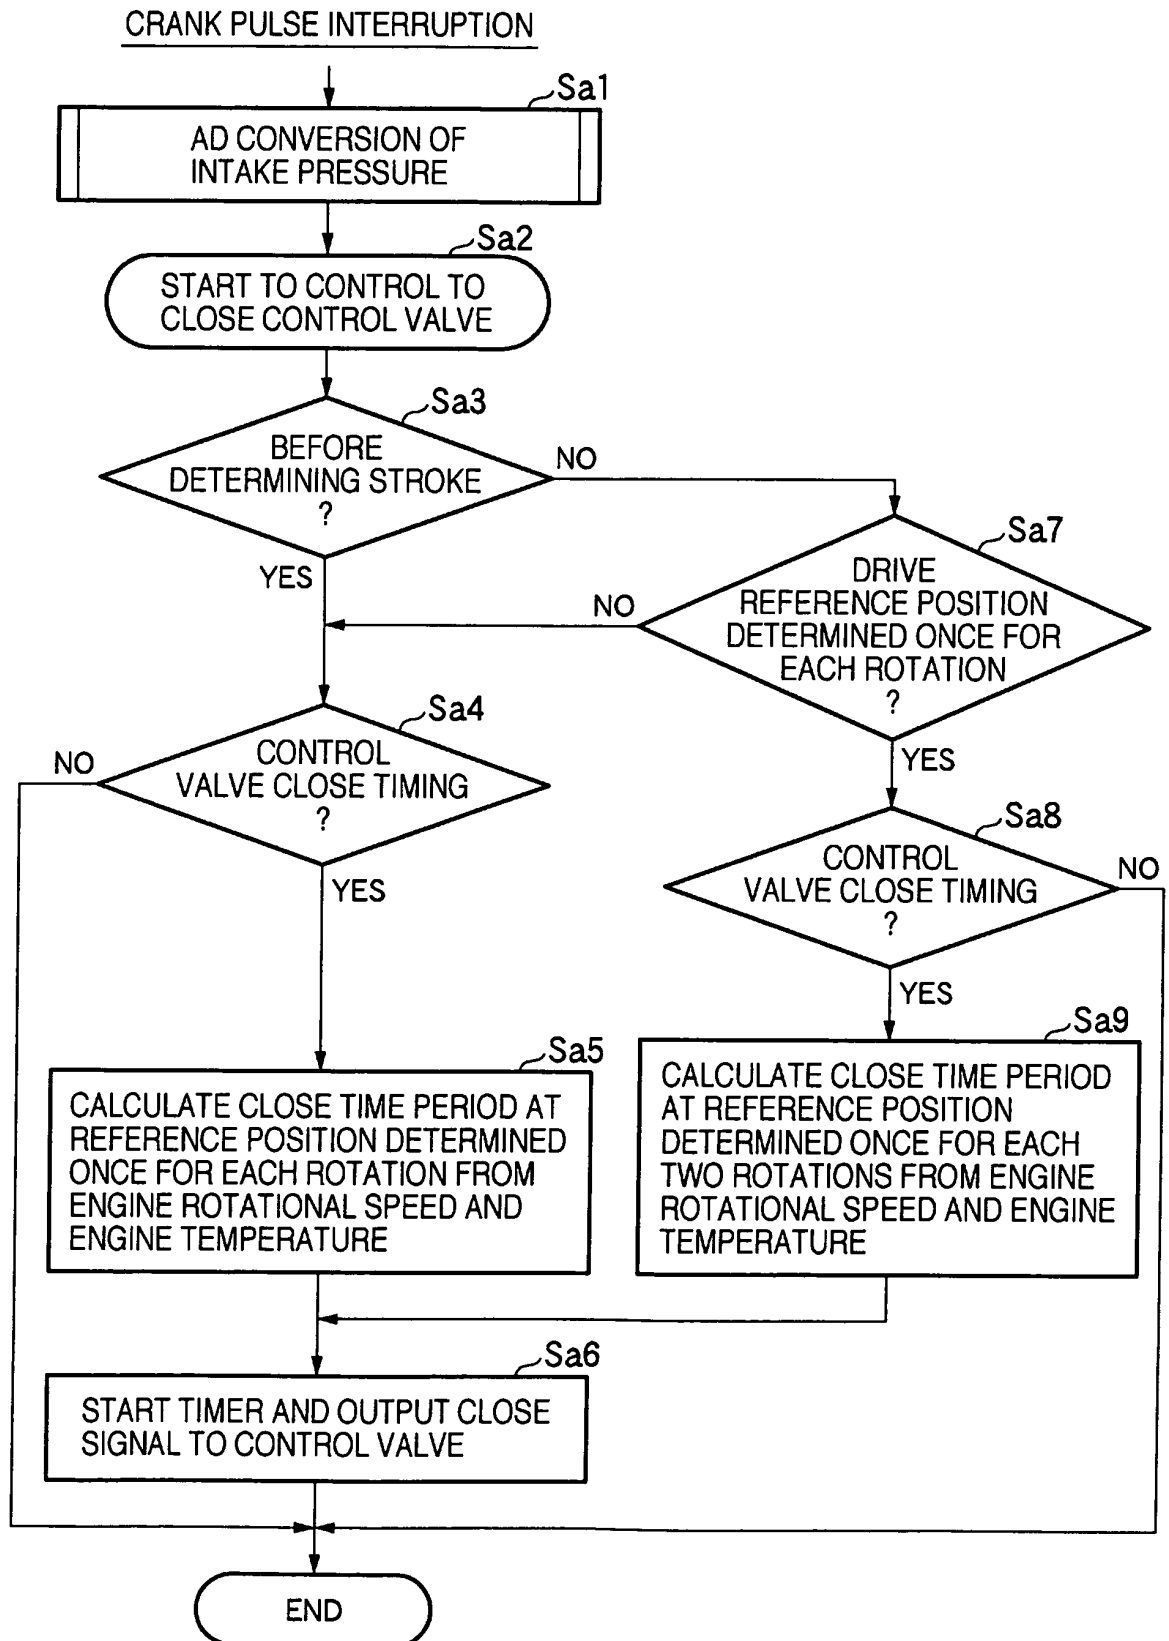 CRANK PULSE INTERRUPTION
Sa1
AD CONVERSION OF
INTAKE PRESSURE
Sa2
START TO CONTROL TO
CLOSE CONTROL VALVE
Sa3
BEFORE
DETERMINING STROKE
?
NO
YES
Sa7
DRIVE
REFERENCE POSITION
DETERMINED ONCE FOR
EACH ROTATION
?
NO
YES
Sa4
CONTROL
VALVE CLOSE TIMING
?
NO
YES
Sa8
CONTROL
VALVE CLOSE TIMING
?
NO
YES
Sa5
CALCULATE CLOSE TIME PERIOD AT
REFERENCE POSITION DETERMINED
ONCE FOR EACH ROTATION FROM
ENGINE ROTATIONAL SPEED AND
ENGINE TEMPERATURE
Sa9
CALCULATE CLOSE TIME PERIOD
AT REFERENCE POSITION
DETERMINED ONCE FOR EACH
TWO ROTATIONS FROM ENGINE
ROTATIONAL SPEED AND ENGINE
TEMPERATURE
Sa6
START TIMER AND OUTPUT CLOSE
SIGNAL TO CONTROL VALVE
END